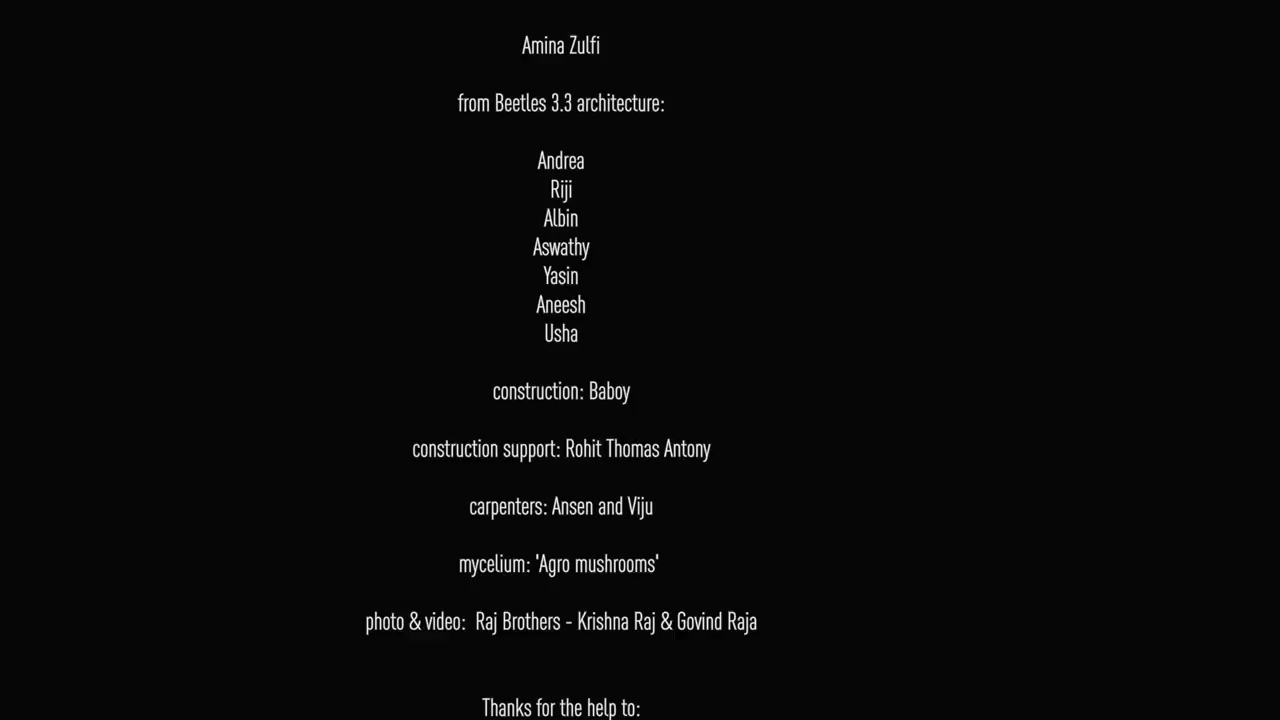 Amina Zulfi
from Beetles 3.3 architecture:
Andrea
Riji
Albin
Aswathy
Yasin
Aneesh
Usha
construction: Baboy
construction support: Rohit Thomas Antony
carpenters: Ansen and Viju
mycelium: 'Agro mushrooms'
photo & video: Raj Brothers - Krishna Raj & Govind Raja
Thanks for the help to: